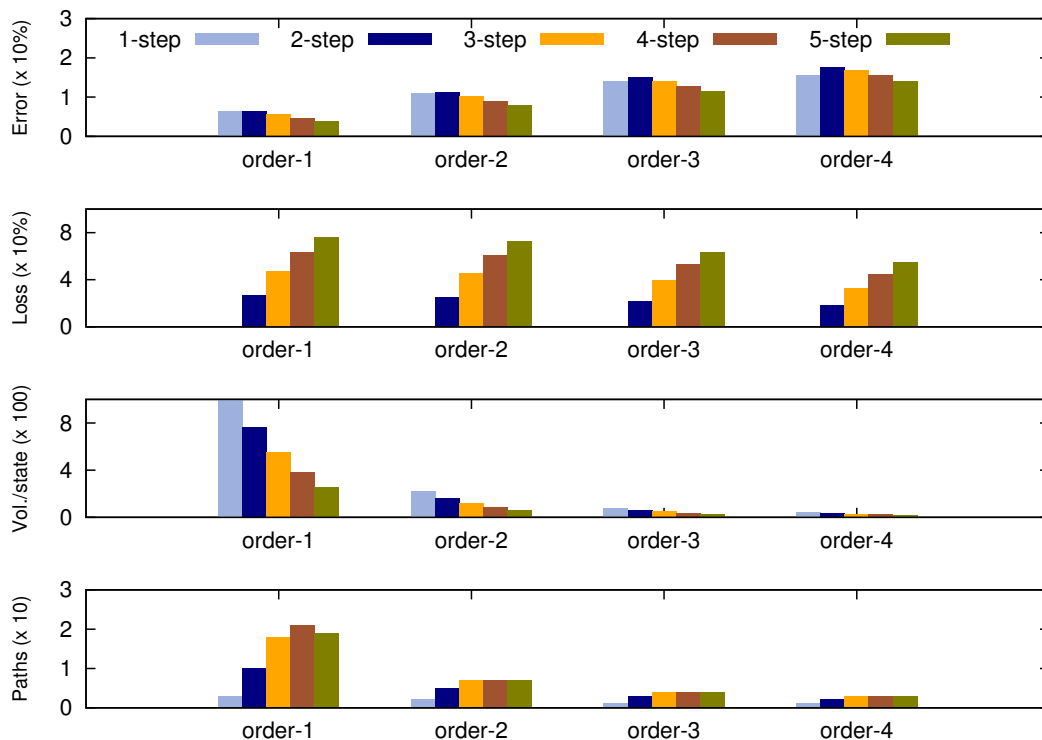 3
1-step 2-step 3-step 4-step 5-step
2
1
0
Error (x 10%)
order-1 order-2 order-3 order-4
8
4
0
Loss (x 10%)
order-1 order-2 order-3 order-4
8
4
0
Vol./state (x 100)
order-1 order-2 order-3 order-4
3
2
1
0
Paths (x 10)
order-1 order-2 order-3 order-4